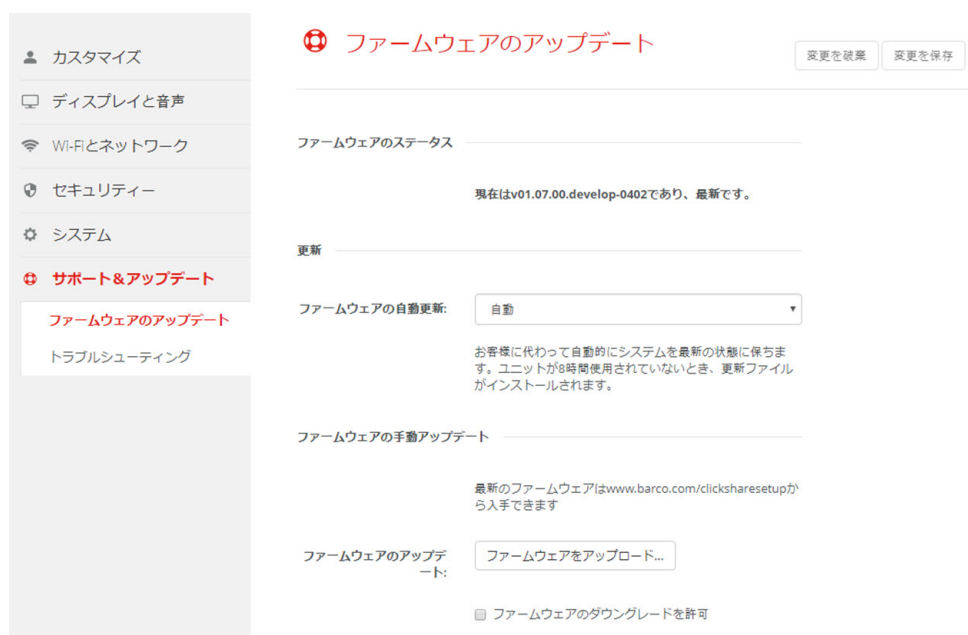 カスタマイズ
ディスプレイと音声
Wi-Fiとネットワーク
セキュリティー
システム
サポート&アップデート
ファームウェアのアップデート
トラブルシューティング
ファームウェアのアップデート
変更を破棄
変更を保存
ファームウェアのステータス
現在はv01.07.00.develop-0402であり、最新です。
更新
ファームウェアの自動更新:
自動
お客様に代わって自動的にシステムを最新の状態に保ちま
す。ユニットが8時間使用されていないとき、更新ファイル
がインストールされます。
ファームウェアの手動アップデート
最新のファームウェアはwww.barco.com/clicksharesetupか
ら入手できます
ファームウェアのアップデ
ート:
ファームウェアをアップロード...
ファームウェアのダウングレードを許可